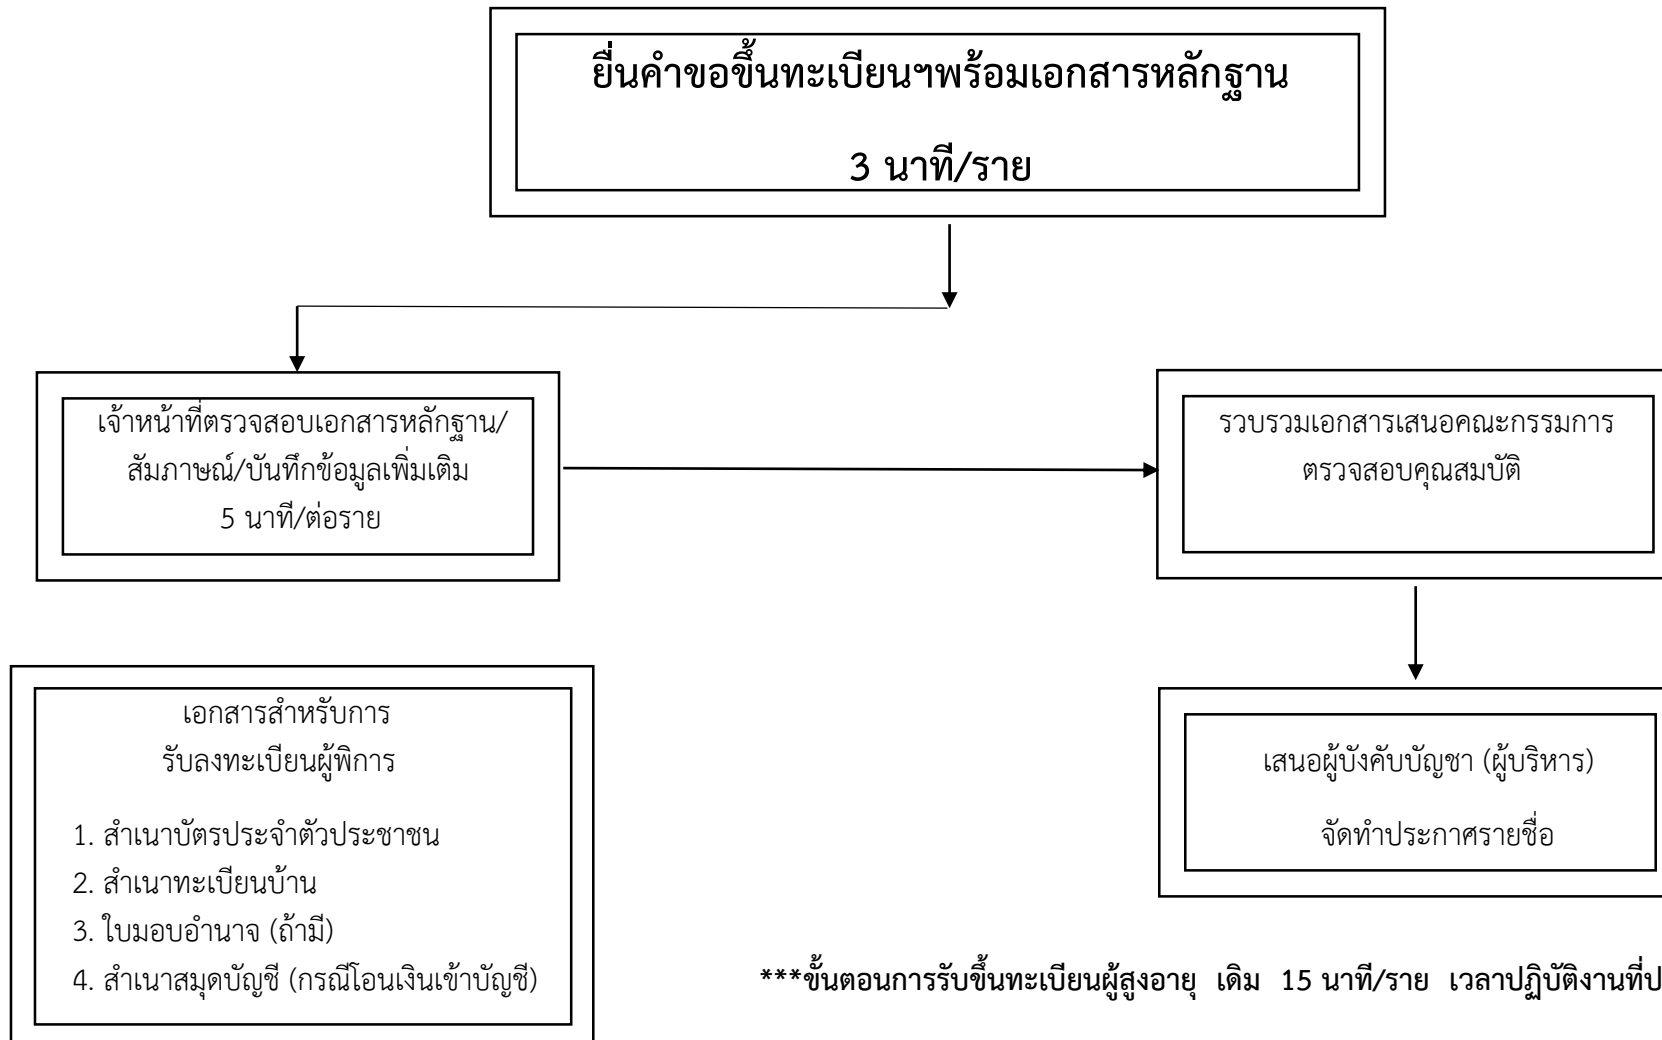 ยื่นคำขอขึ้นทะเบียนฯพร้อมเอกสารหลักฐาน
3 นาที/ราย
เจ้าหน้าที่ตรวจสอบเอกสารหลักฐาน/
สัมภาษณ์/บันทึกข้อมูลเพิ่มเติม
5 นาที/ต่อราย
รวบรวมเอกสารเสนอคณะกรรมการ
ตรวจสอบคุณสมบัติ
เอกสารสำหรับการ
รับลงทะเบียนผู้พิการ
1. สำเนาบัตรประจำตัวประชาชน
2. สำเนาทะเบียนบ้าน
3. ใบมอบอำนาจ (ถ้ามี)
4. สำเนาสมุดบัญชี (กรณีโอนเงินเข้าบัญชี)
เสนอผู้บังคับบัญชา (ผู้บริหาร)
จัดทำประกาศรายชื่อ
***ขั้นตอนการรับขึ้นทะเบียนผู้สูงอายุ เดิม 15 นาที/ราย เวลาปฏิบัติงานที่ป